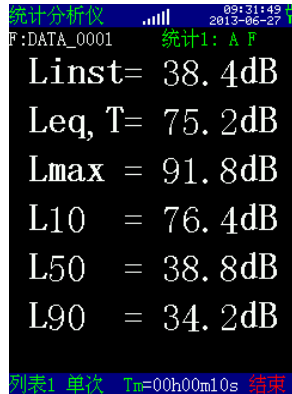 统计分析仪 09:31:49
2013-06-27
F:DATA_0001 统计1: A F
Linst= 38.4dB
Leq,T= 75.2dB
Lmax = 91.8dB
L10 = 76.4dB
L50 = 38.8dB
L90 = 34.2dB
列表1 单次 Tm=00h00m10s 结束